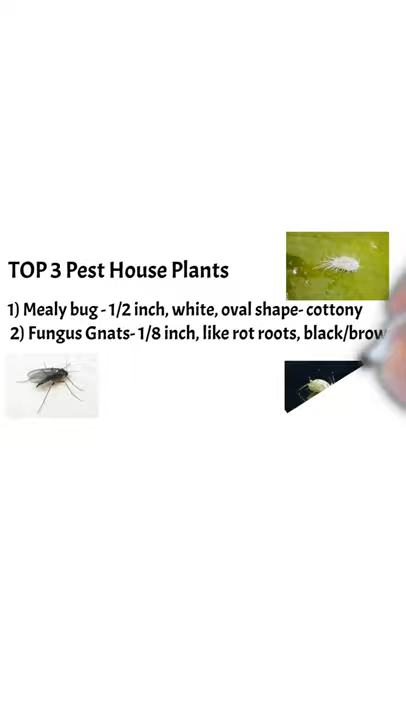 TOP 3 Pest House Plants
1) Mealy bug - 1/2 inch, white, oval shape- cottony
2) Fungus Gnats- 1/8 inch, like rot roots, black/brow